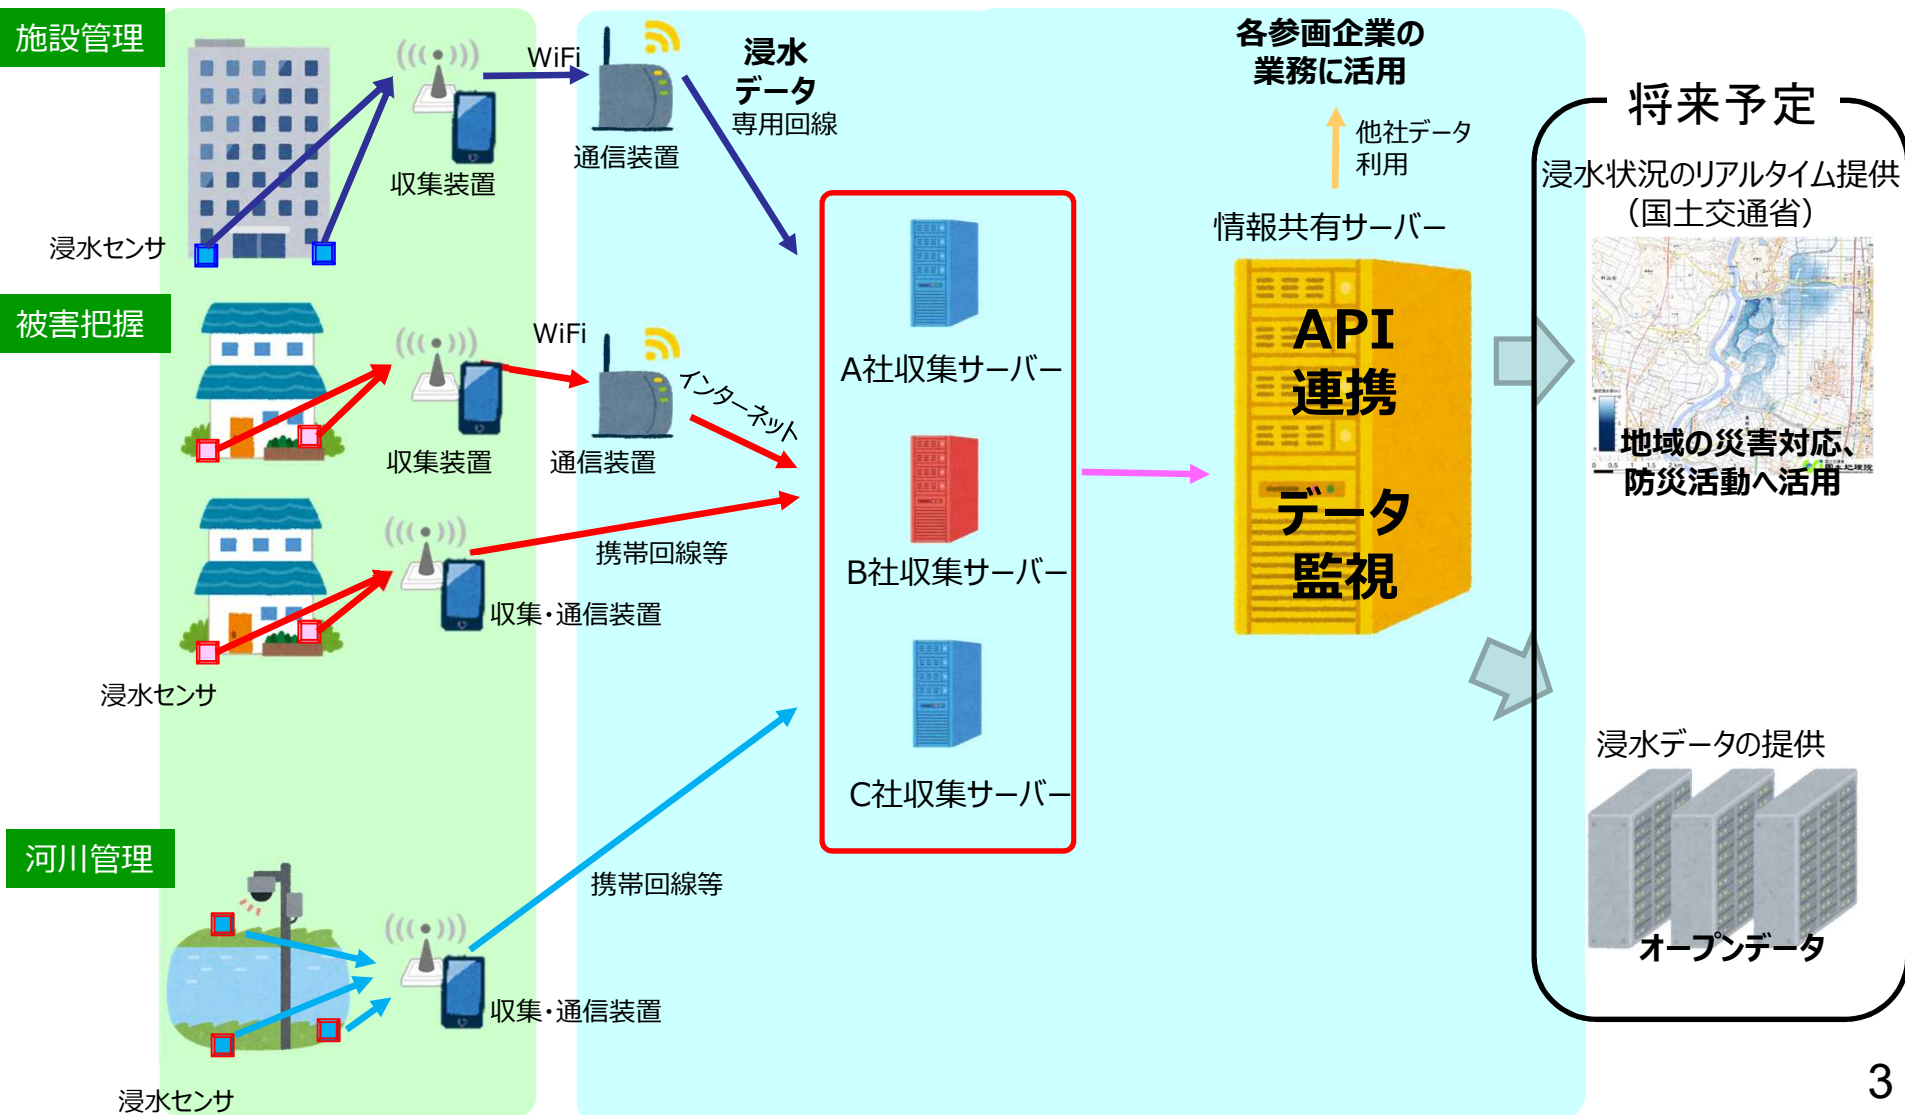 施設管理
WiFi
浸水
データ
専用回線
通信装置
収集装置
浸水センサ
各参画企業の
業務に活用
他社データ
利用
情報共有サーバー
将来予定
浸水状況のリアルタイム提供
（国土交通省）
被害把握
WiFi
インターネット
収集装置
通信装置
A社収集サーバー
API
連携
データ
監視
地域の災害対応、
防災活動へ活用
国土地理院
携帯回線等
B社収集サーバー
収集・通信装置
浸水センサ
C社収集サーバー
浸水データの提供
オープンデータ
河川管理
携帯回線等
収集・通信装置
浸水センサ
3